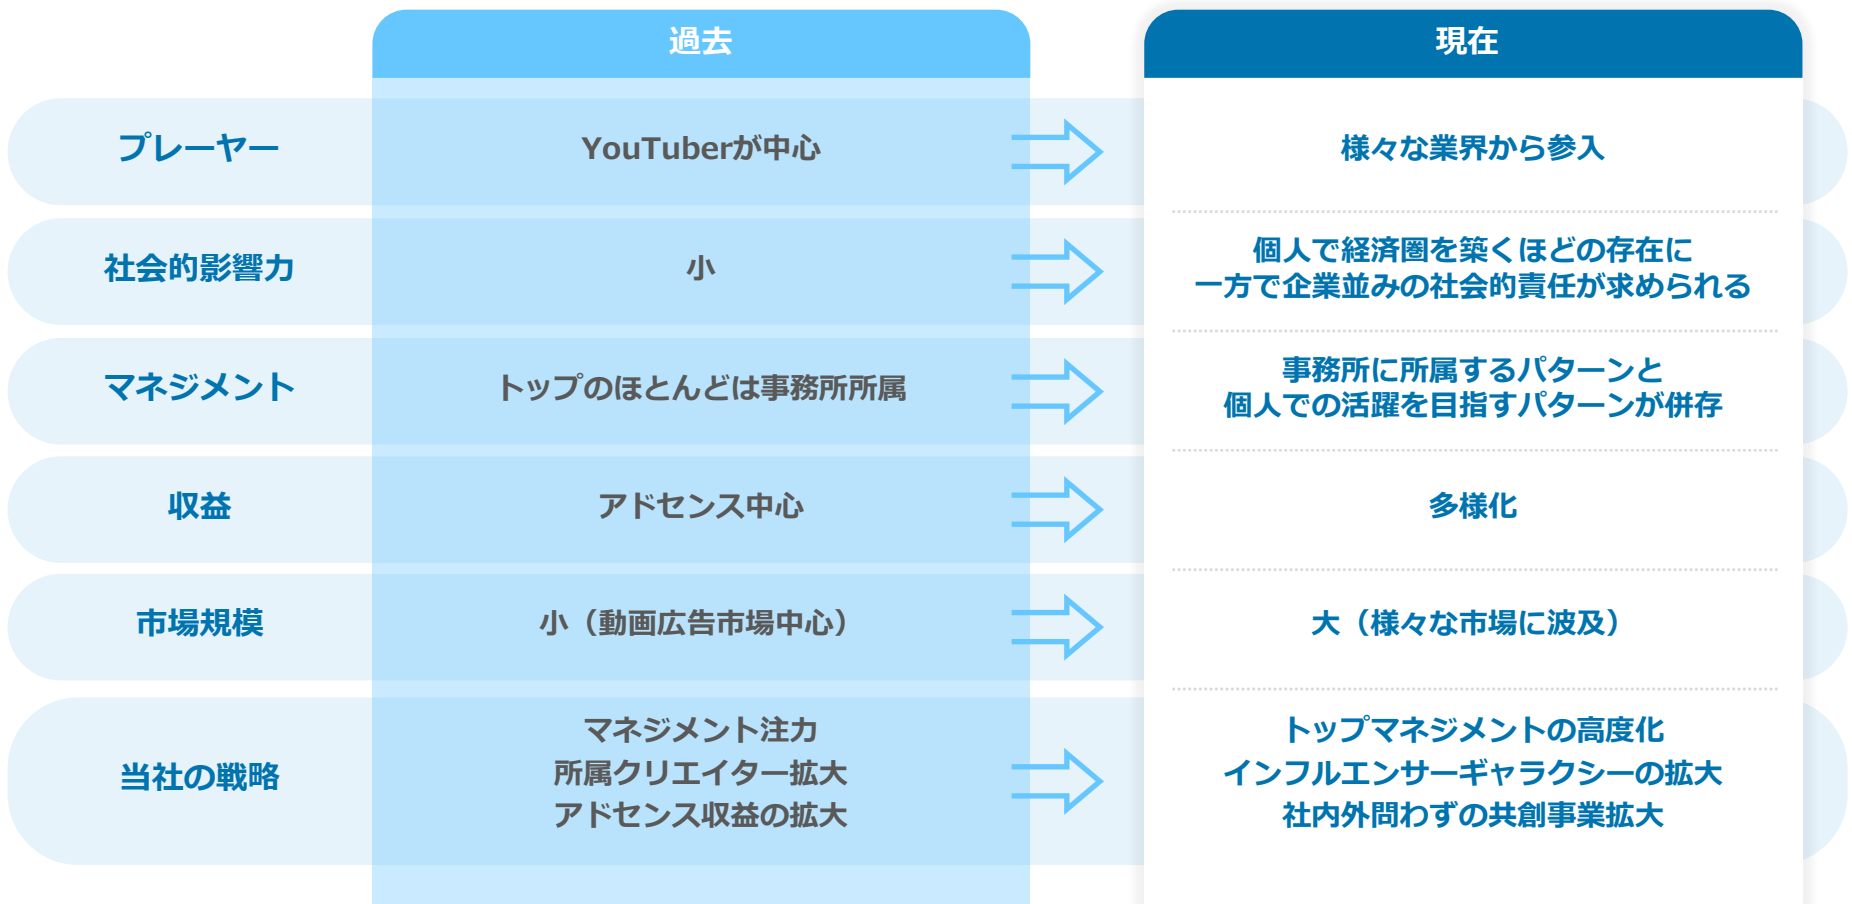 過去
現在
プレーヤー
YouTuberが中心
様々な業界から参入
社会的影響力
小
個人で経済圏を築くほどの存在に
一方で企業並みの社会的責任が求められる
マネジメント
トップのほとんどは事務所所属
事務所に所属するパターンと
個人での活躍を目指すパターンが併存
収益
アドセンス中心
多様化
市場規模
小（動画広告市場中心）
大（様々な市場に波及）
当社の戦略
マネジメント注力
所属クリエイター拡大
アドセンス収益の拡大
トップマネジメントの高度化
インフルエンサーギャラクシーの拡大
社内外問わずの共創事業拡大